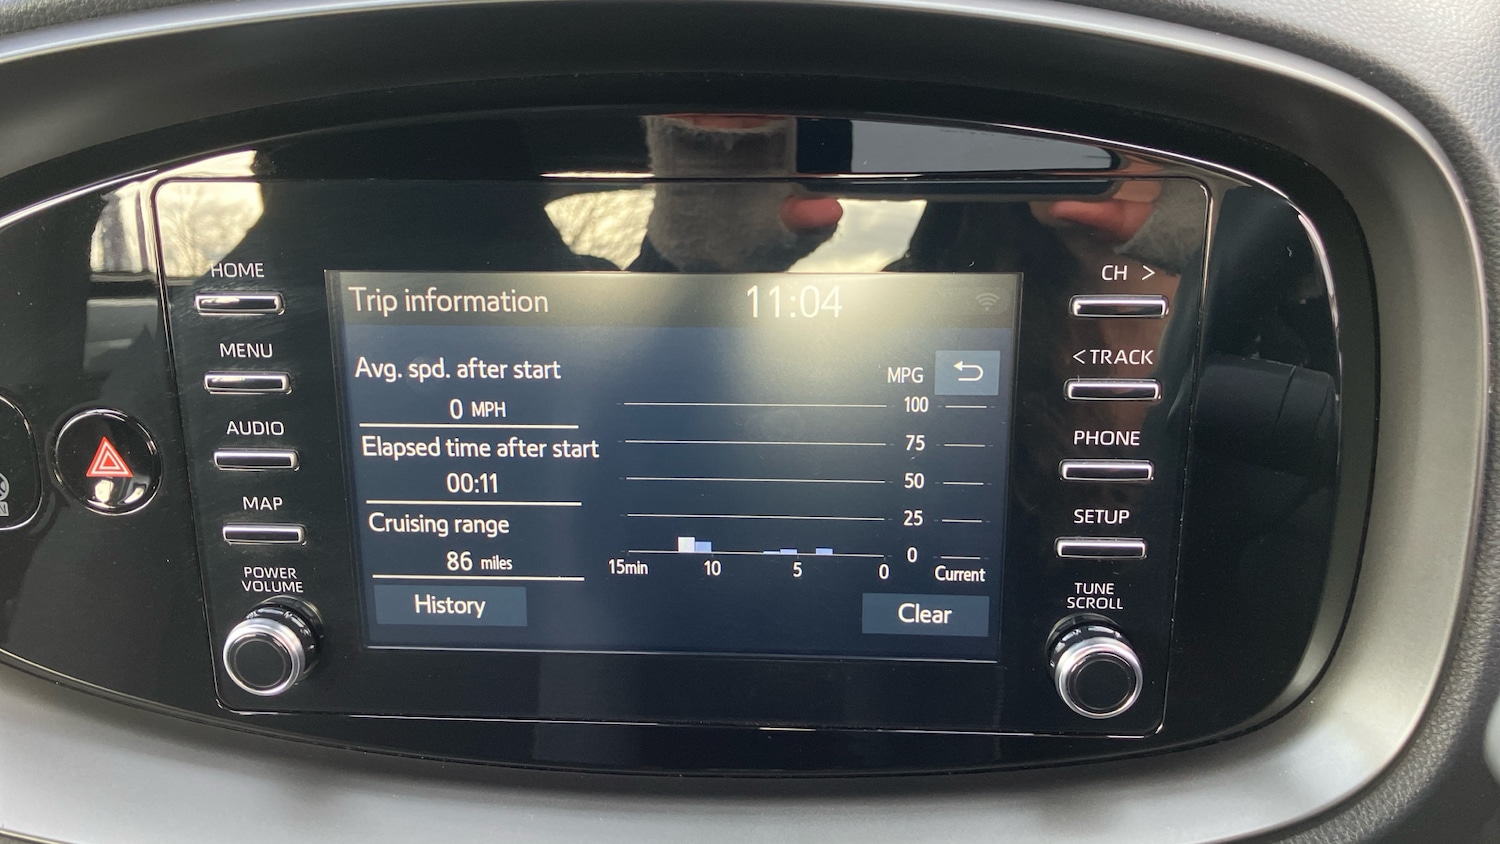 HOME
MENU
AUDIO
MAP
POWER
VOLUME
Trip information
11:04
Avg. spd. after start
0 MPH
Elapsed time after start
00:11
Cruising range
86 miles
History
MPG
100
75
50
25
0
15min 10 5 0 Current
Clear
CH >
< TRACK
PHONE
SETUP
TUNE
SCROLL